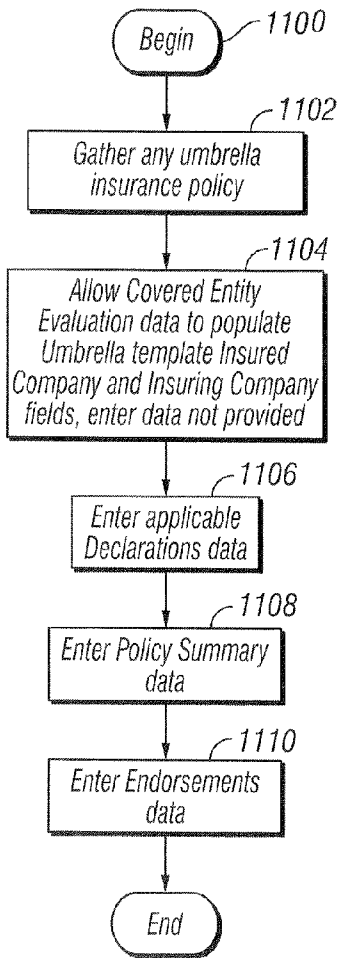 Begin
1100
1102
Gather any umbrella
insurance policy
1104
Allow Covered Entity
Evaluation data to populate
Umbrella template Insured
Company and Insuring Company
fields, enter data not provided
1106
Enter applicable
Declarations data
1108
Enter Policy Summary
data
1110
Enter Endorsements
data
End